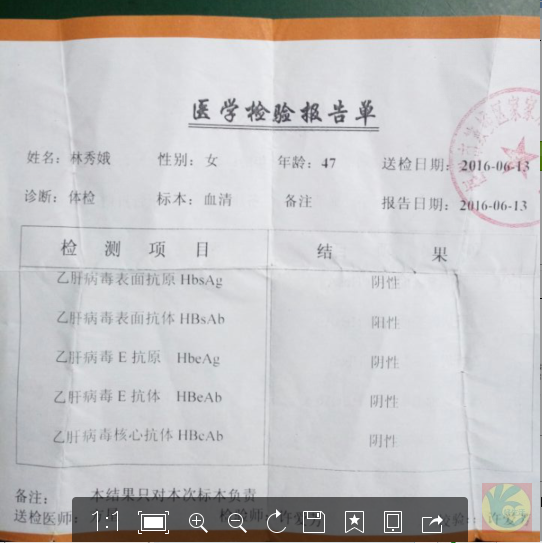 医学检验报告单
姓名：林秀娥 性别：女 年龄：47 送检日期：2016-06-13
诊断：体检 标本：血清 备注 报告日期：2016-06-13
检 测 项 目 结 果
乙肝病毒表面抗原 HbsAg 阴性
乙肝病毒表面抗体 HBsAb 阳性
乙肝病毒 E 抗原 HbeAg 阴性
乙肝病毒 E 抗体 HBeAb 阴性
乙肝病毒核心抗体 HBcAb 阴性
备注： 本结果只对本次标本负责
送检医师：
1:1